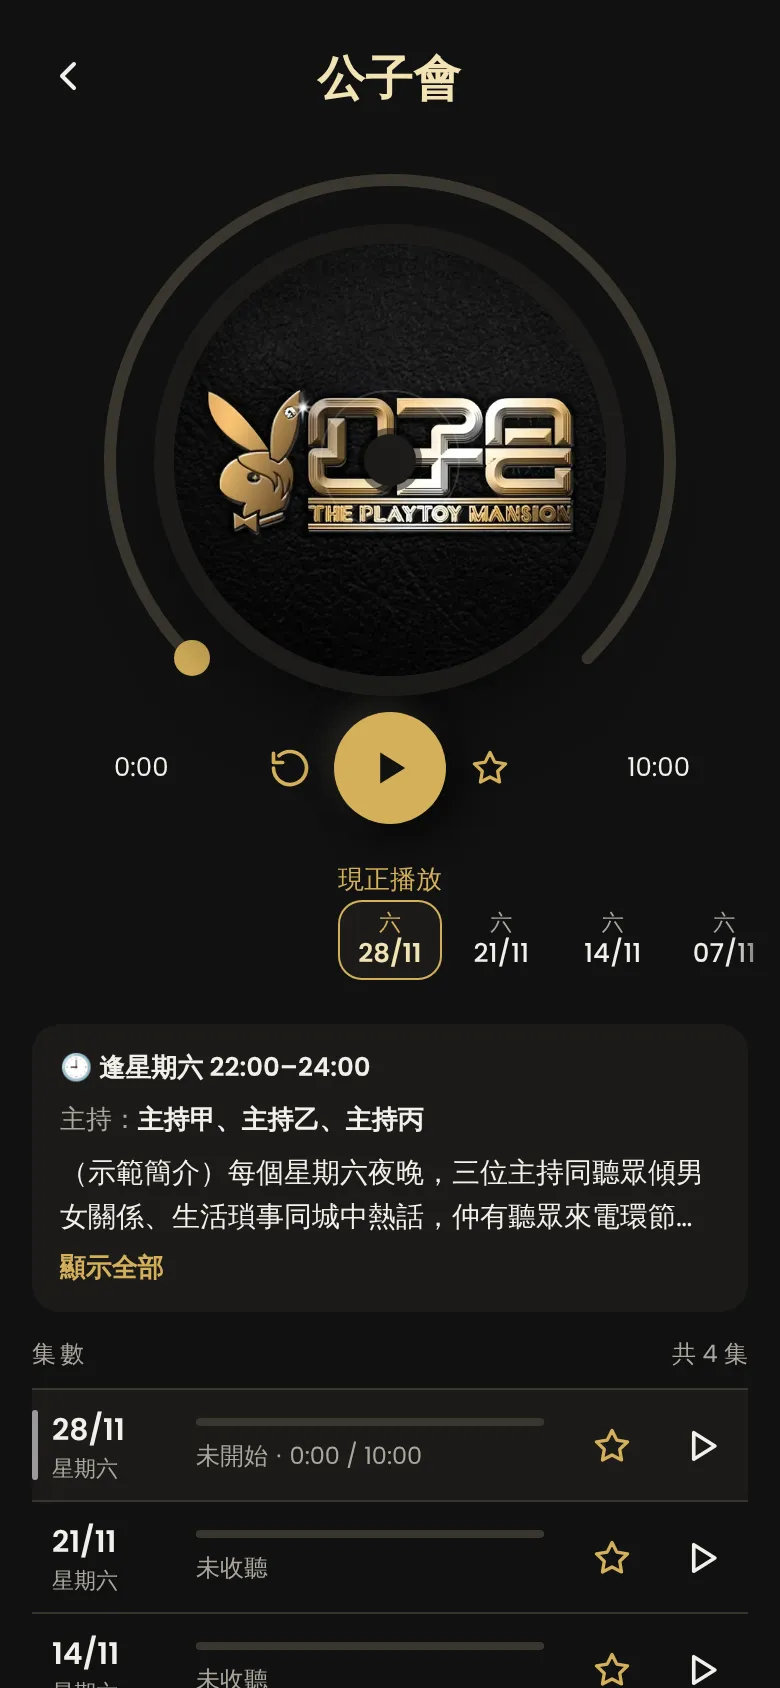 公子會
公子會
THE PLAYTOY MANSION
0:00
10:00
現正播放
六 六 六 六
28/11 21/11 14/11 07/11
🕘 逢星期六 22:00–24:00
主持：主持甲、主持乙、主持丙
（示範簡介）每個星期六夜晚，三位主持同聽眾傾男
女關係、生活瑣事同城中熱話，仲有聽眾來電環節...
顯示全部
集數 共 4 集
28/11
星期六
未開始 · 0:00 / 10:00
21/11
星期六
未收聽
14/11
星期六
未收聽